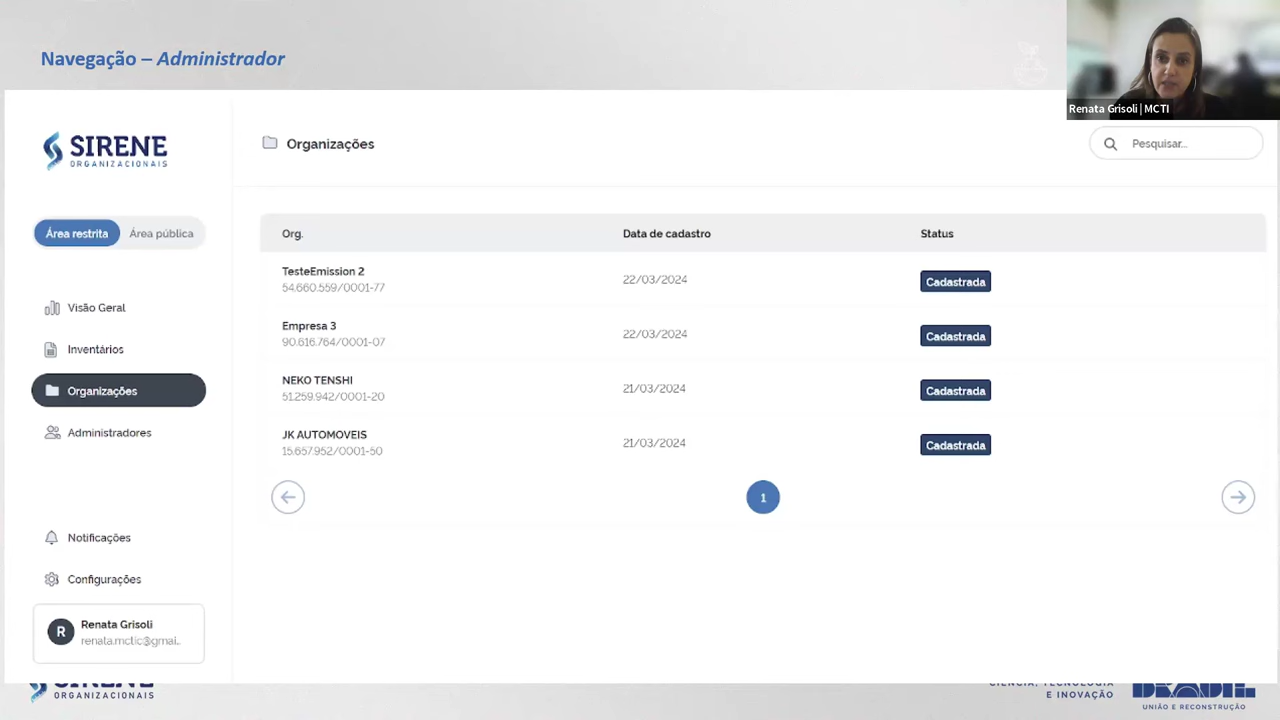 Navegação – Administrador
Renata Grisoli | MCTI
SIRENE
ORGANIZACIONAIS
Organizações
Pesquisar...
Área restrita
Área pública
Org.
Data de cadastro
Status
TesteEmission 2
54.660.559/0001-77
22/03/2024
Cadastrada
Visão Geral
Empresa 3
90.616.764/0001-07
22/03/2024
Cadastrada
Inventários
NEKO TENSHI
51.259.942/0001-20
21/03/2024
Cadastrada
Organizações
JK AUTOMOVEIS
15.657.952/0001-50
21/03/2024
Cadastrada
Administradores
1
Notificações
Configurações
R
Renata Grisoli
renata.mctic@gmai...
SIRENE
ORGANIZACIONAIS
CIÊNCIA, TECNOLOGIA
E INOVAÇÃO
BRASIL
UNIÃO E RECONSTRUÇÃO